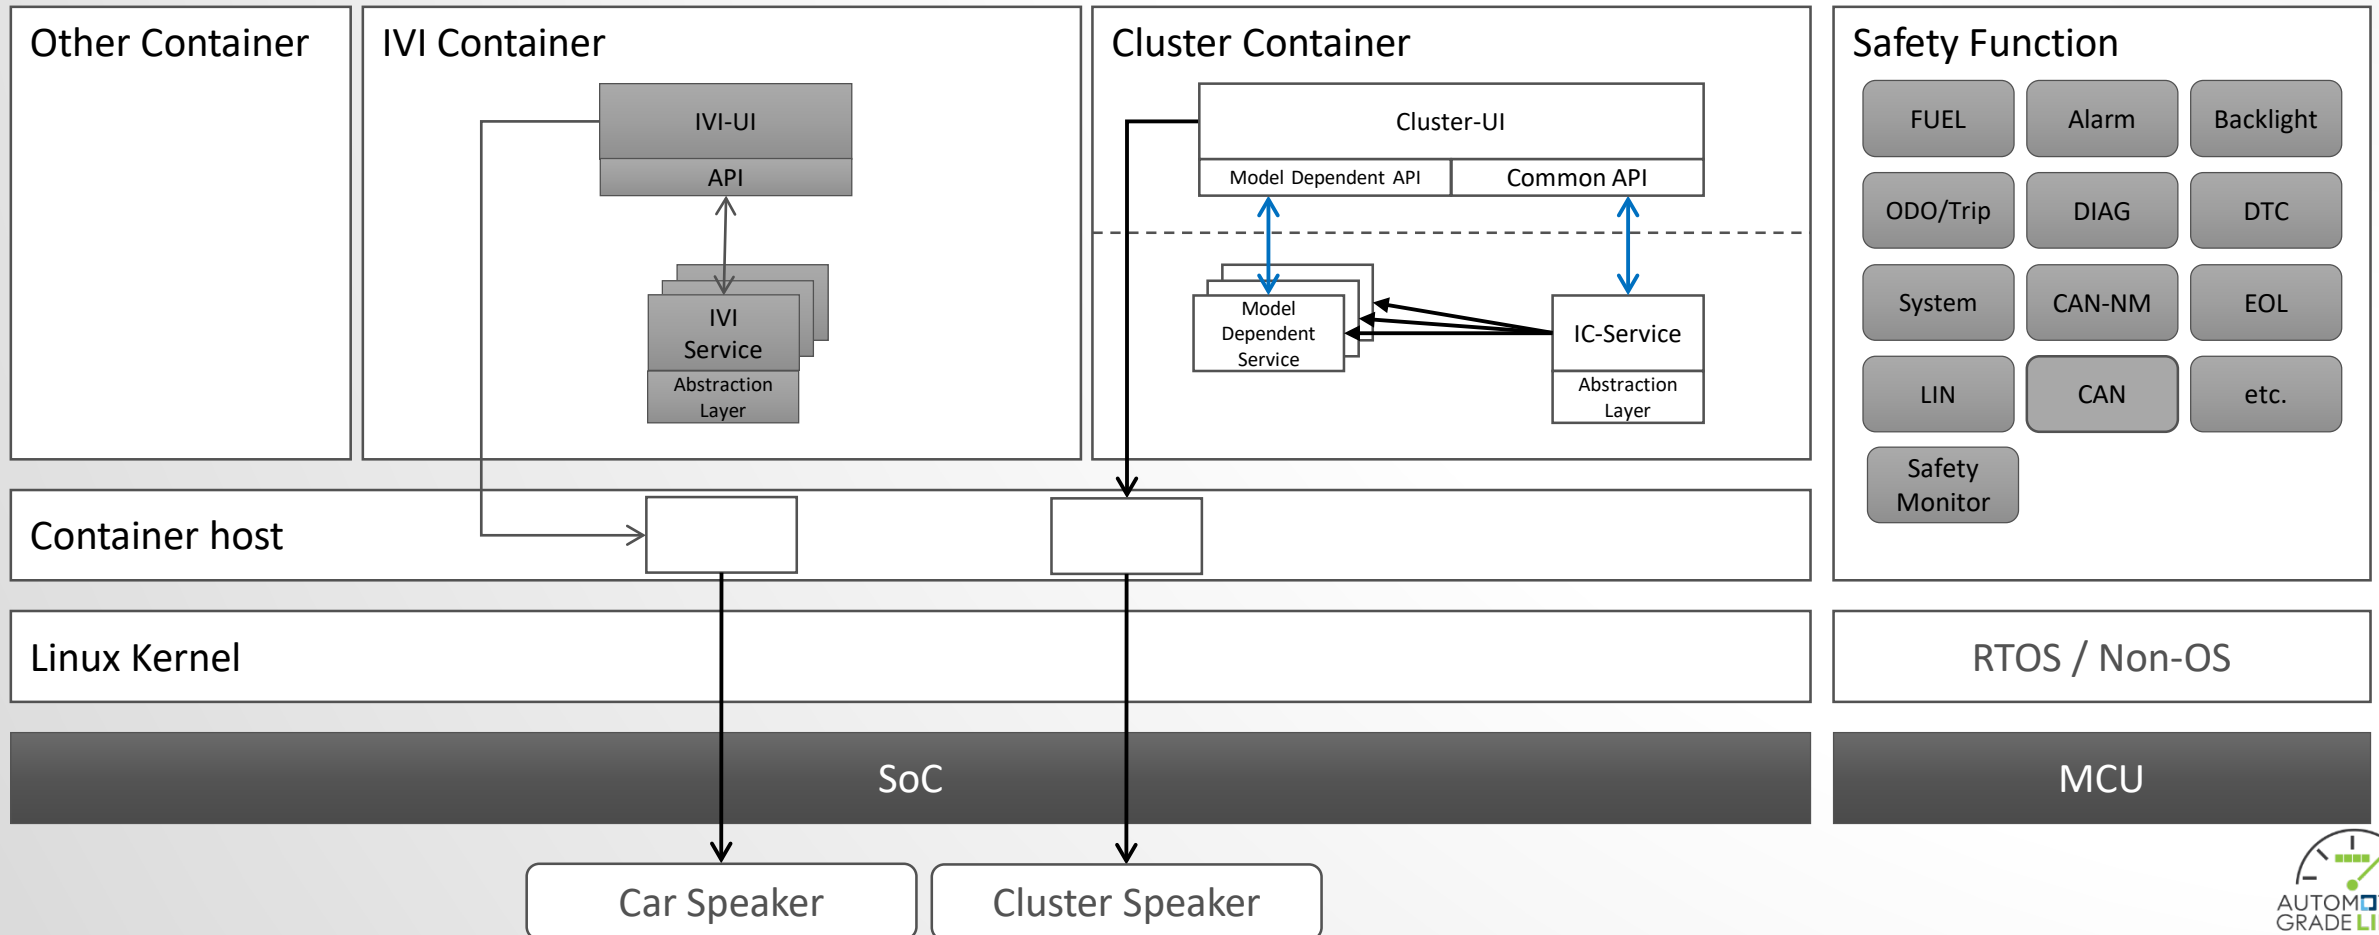 Other Container
IVI Container
Cluster Container
Safety Function
IVI-UI
API
IVI
Service
Abstraction
Layer
Cluster-UI
Model Dependent API
Common API
Model
Dependent
Service
IC-Service
Abstraction
Layer
FUEL
Alarm
Backlight
ODO/Trip
DIAG
DTC
System
CAN-NM
EOL
LIN
CAN
etc.
Safety
Monitor
Container host
Linux Kernel
RTOS / Non-OS
SoC
MCU
Car Speaker
Cluster Speaker
GRADE